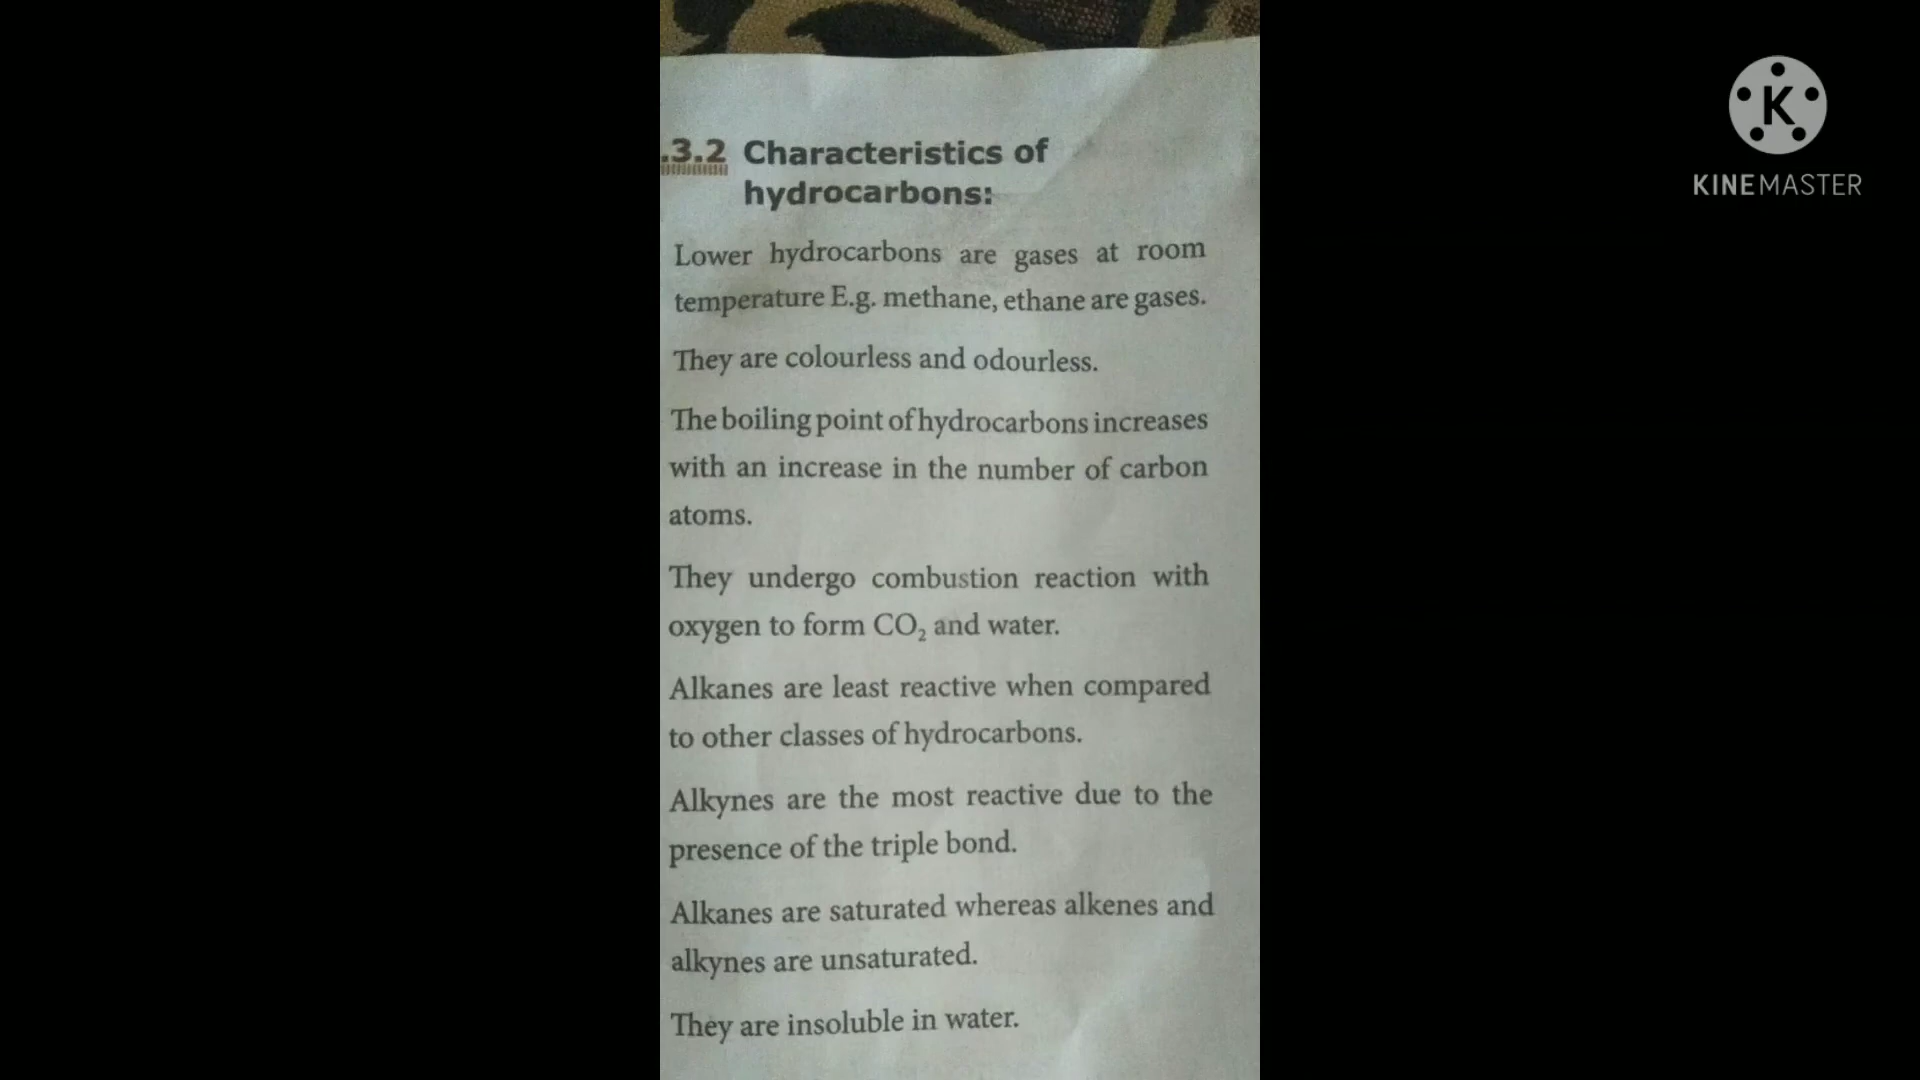 .3.2 Characteristics of
hydrocarbons:
Lower hydrocarbons are gases at room
temperature E.g. methane, ethane are gases.
They are colourless and odourless.
The boiling point of hydrocarbons increases
with an increase in the number of carbon
atoms.
They undergo combustion reaction with
oxygen to form CO₂ and water.
Alkanes are least reactive when compared
to other classes of hydrocarbons.
Alkynes are the most reactive due to the
presence of the triple bond.
Alkanes are saturated whereas alkenes and
alkynes are unsaturated.
They are insoluble in water.
K
KINEMASTER